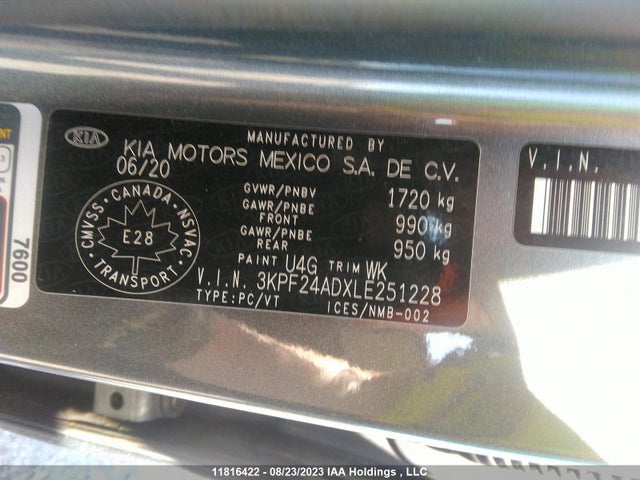 MANUFACTURED BY
KIA KIA MOTORS MEXICO S.A. DE C.V.
06/20
GVWR/PNBV 1720 kg
GAWR/PNBE FRONT 990 kg
GAWR/PNBE REAR 950 kg
PAINT U4G TRIM WK
V.I.N. 3KPF24ADXLE251228
TYPE:PC/VT ICES/NMB-002
CANADA
CMVSS NSVAC
E28
TRANSPORT
7600
V.I.N.
11816422 - 08/23/2023 IAA Holdings , LLC